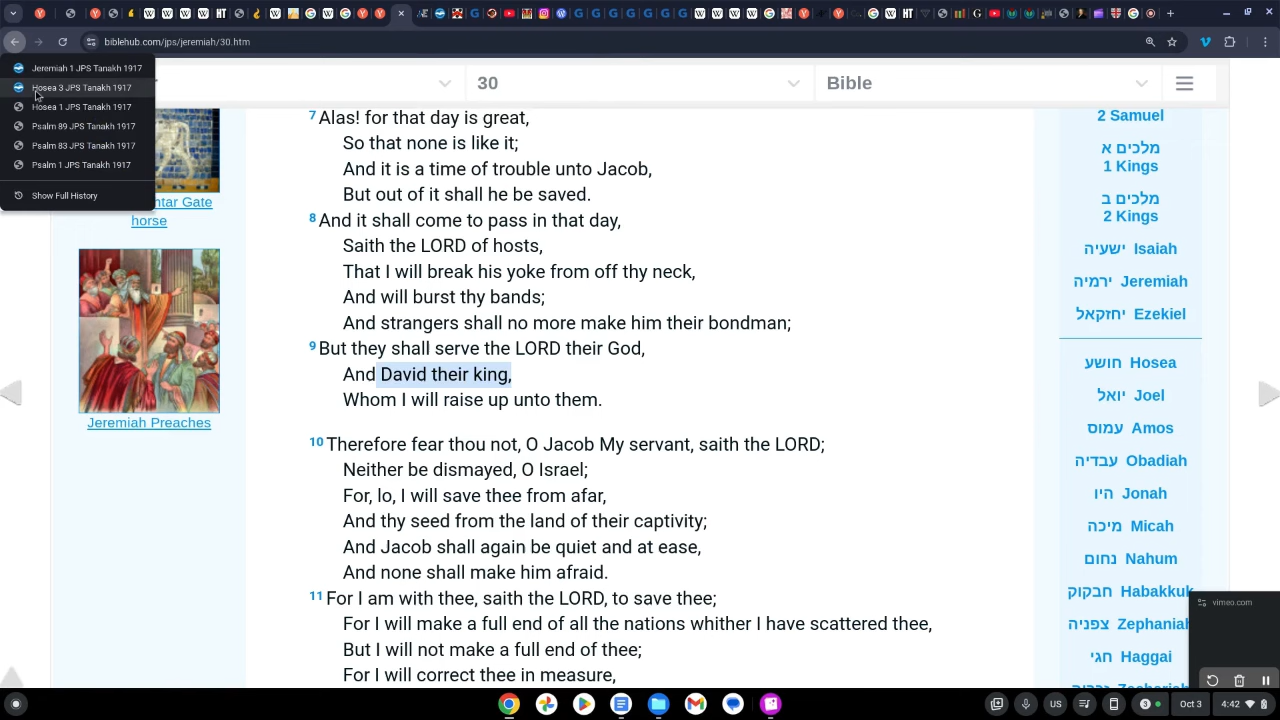 biblehub.com/jps/jeremiah/30.htm
Jeremiah 1 JPS Tanakh 1917
Hosea 3 JPS Tanakh 1917
Hosea 1 JPS Tanakh 1917
Psalm 89 JPS Tanakh 1917
Psalm 83 JPS Tanakh 1917
Psalm 1 JPS Tanakh 1917
Show Full History
30
Bible
htar Gate
horse
Jeremiah Preaches
7 Alas! for that day is great,
So that none is like it;
And it is a time of trouble unto Jacob,
But out of it shall he be saved.
8 And it shall come to pass in that day,
Saith the LORD of hosts,
That I will break his yoke from off thy neck,
And will burst thy bands;
And strangers shall no more make him their bondman;
9 But they shall serve the LORD their God,
And David their king,
Whom I will raise up unto them.
10 Therefore fear thou not, O Jacob My servant, saith the LORD;
Neither be dismayed, O Israel;
For, lo, I will save thee from afar,
And thy seed from the land of their captivity;
And Jacob shall again be quiet and at ease,
And none shall make him afraid.
11 For I am with thee, saith the LORD, to save thee;
For I will make a full end of all the nations whither I have scattered thee,
But I will not make a full end of thee;
For I will correct thee in measure,
2 Samuel
מלכים א
1 Kings
מלכים ב
2 Kings
ישעיה Isaiah
ירמיה Jeremiah
יחזקאל Ezekiel
חושע Hosea
יואל Joel
עמוס Amos
עבדיה Obadiah
היו Jonah
מיכה Micah
נחום Nahum
חבקוק Habakkuk
צפניה Zephaniah
חגי Haggai
vimeo.com
US
3
Oct 3
4:42